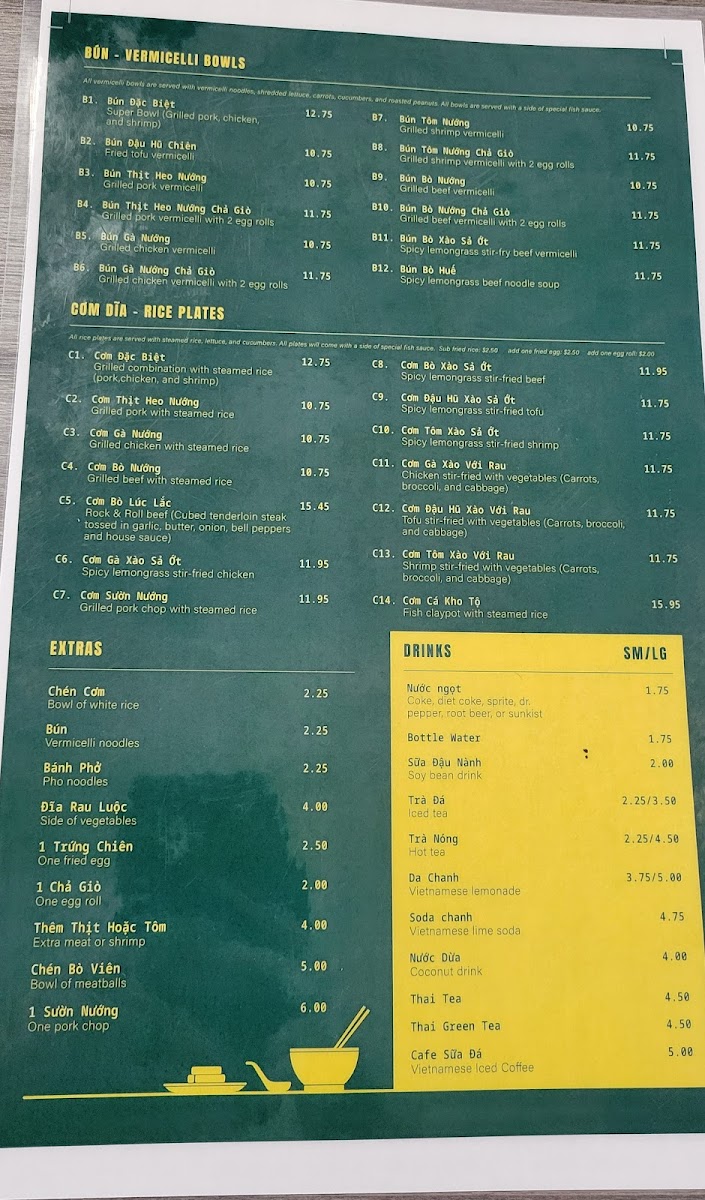 BÚN - VERMICELLI BOWLS
All vermicelli bowls are served with vermicelli noodles, shredded lettuce, carrots, cucumbers, and roasted peanuts. All bowls are served with a side of special fish sauce.
B1. Bún Đặc Biệt 12.75
Super Bowl (Grilled pork, chicken,
and shrimp)
B2. Bún Đậu Hũ Chiên 10.75
Fried tofu vermicelli
B3. Bún Thịt Heo Nướng 10.75
Grilled pork vermicelli
B4. Bún Thịt Heo Nướng Chả Giò 11.75
Grilled pork vermicelli with 2 egg rolls
B5. Bún Gà Nướng 10.75
Grilled chicken vermicelli
B6. Bún Gà Nướng Chả Giò 11.75
Grilled chicken vermicelli with 2 egg rolls
B7. Bún Tôm Nướng 10.75
Grilled shrimp vermicelli
B8. Bún Tôm Nướng Chả Giò 11.75
Grilled shrimp vermicelli with 2 egg rolls
B9. Bún Bò Nướng 10.75
Grilled beef vermicelli
B10. Bún Bò Nướng Chả Giò 11.75
Grilled beef vermicelli with 2 egg rolls
B11. Bún Bò Xào Sả Ớt 11.75
Spicy lemongrass stir-fry beef vermicelli
B12. Bún Bò Huế 11.75
Spicy lemongrass beef noodle soup
CƠM DĨA - RICE PLATES
All rice plates are served with steamed rice, lettuce, and cucumbers. All plates will come with a side of special fish sauce. Sub fried rice: $2.50 add one fried egg: $2.50 add one egg roll: $2.00
C1. Cơm Đặc Biệt 12.75
Grilled combination with steamed rice
(pork,chicken, and shrimp)
C2. Cơm Thịt Heo Nướng 10.75
Grilled pork with steamed rice
C3. Cơm Gà Nướng 10.75
Grilled chicken with steamed rice
C4. Cơm Bò Nướng 10.75
Grilled beef with steamed rice
C5. Cơm Bò Lúc Lắc 15.45
Rock & Roll beef (Cubed tenderloin steak
tossed in garlic, butter, onion, bell peppers
and house sauce)
C6. Cơm Gà Xào Sả Ớt 11.95
Spicy lemongrass stir-fried chicken
C7. Cơm Sườn Nướng 11.95
Grilled pork chop with steamed rice
C8. Cơm Bò Xào Sả Ớt 11.95
Spicy lemongrass stir-fried beef
C9. Cơm Đậu Hũ Xào Sả Ớt 11.75
Spicy lemongrass stir-fried tofu
C10. Cơm Tôm Xào Sả Ớt 11.75
Spicy lemongrass stir-fried shrimp
C11. Cơm Gà Xào Với Rau 11.75
Chicken stir-fried with vegetables (Carrots,
broccoli, and cabbage)
C12. Cơm Đậu Hũ Xào Với Rau 11.75
Tofu stir-fried with vegetables (Carrots, broccoli,
and cabbage)
C13. Cơm Tôm Xào Với Rau 11.75
Shrimp stir-fried with vegetables (Carrots,
broccoli, and cabbage)
C14. Cơm Cá Kho Tộ 15.95
Fish claypot with steamed rice
EXTRAS
Chén Cơm 2.25
Bowl of white rice
Bún 2.25
Vermicelli noodles
Bánh Phở 2.25
Pho noodles
Đĩa Rau Luộc 4.00
Side of vegetables
1 Trứng Chiên 2.50
One fried egg
1 Chả Giò 2.00
One egg roll
Thêm Thịt Hoặc Tôm 4.00
Extra meat or shrimp
Chén Bò Viên 5.00
Bowl of meatballs
1 Sườn Nướng 6.00
One pork chop
DRINKS SM/LG
Nước ngọt 1.75
Coke, diet coke, sprite, dr.
pepper, root beer, or sunkist
Bottle Water 1.75
Sữa Đậu Nành 2.00
Soy bean drink
Trà Đá 2.25/3.50
Iced tea
Trà Nóng 2.25/4.50
Hot tea
Da Chanh 3.75/5.00
Vietnamese lemonade
Soda chanh 4.75
Vietnamese lime soda
Nước Dừa 4.00
Coconut drink
Thai Tea 4.50
Thai Green Tea 4.50
Cafe Sữa Đá 5.00
Vietnamese Iced Coffee